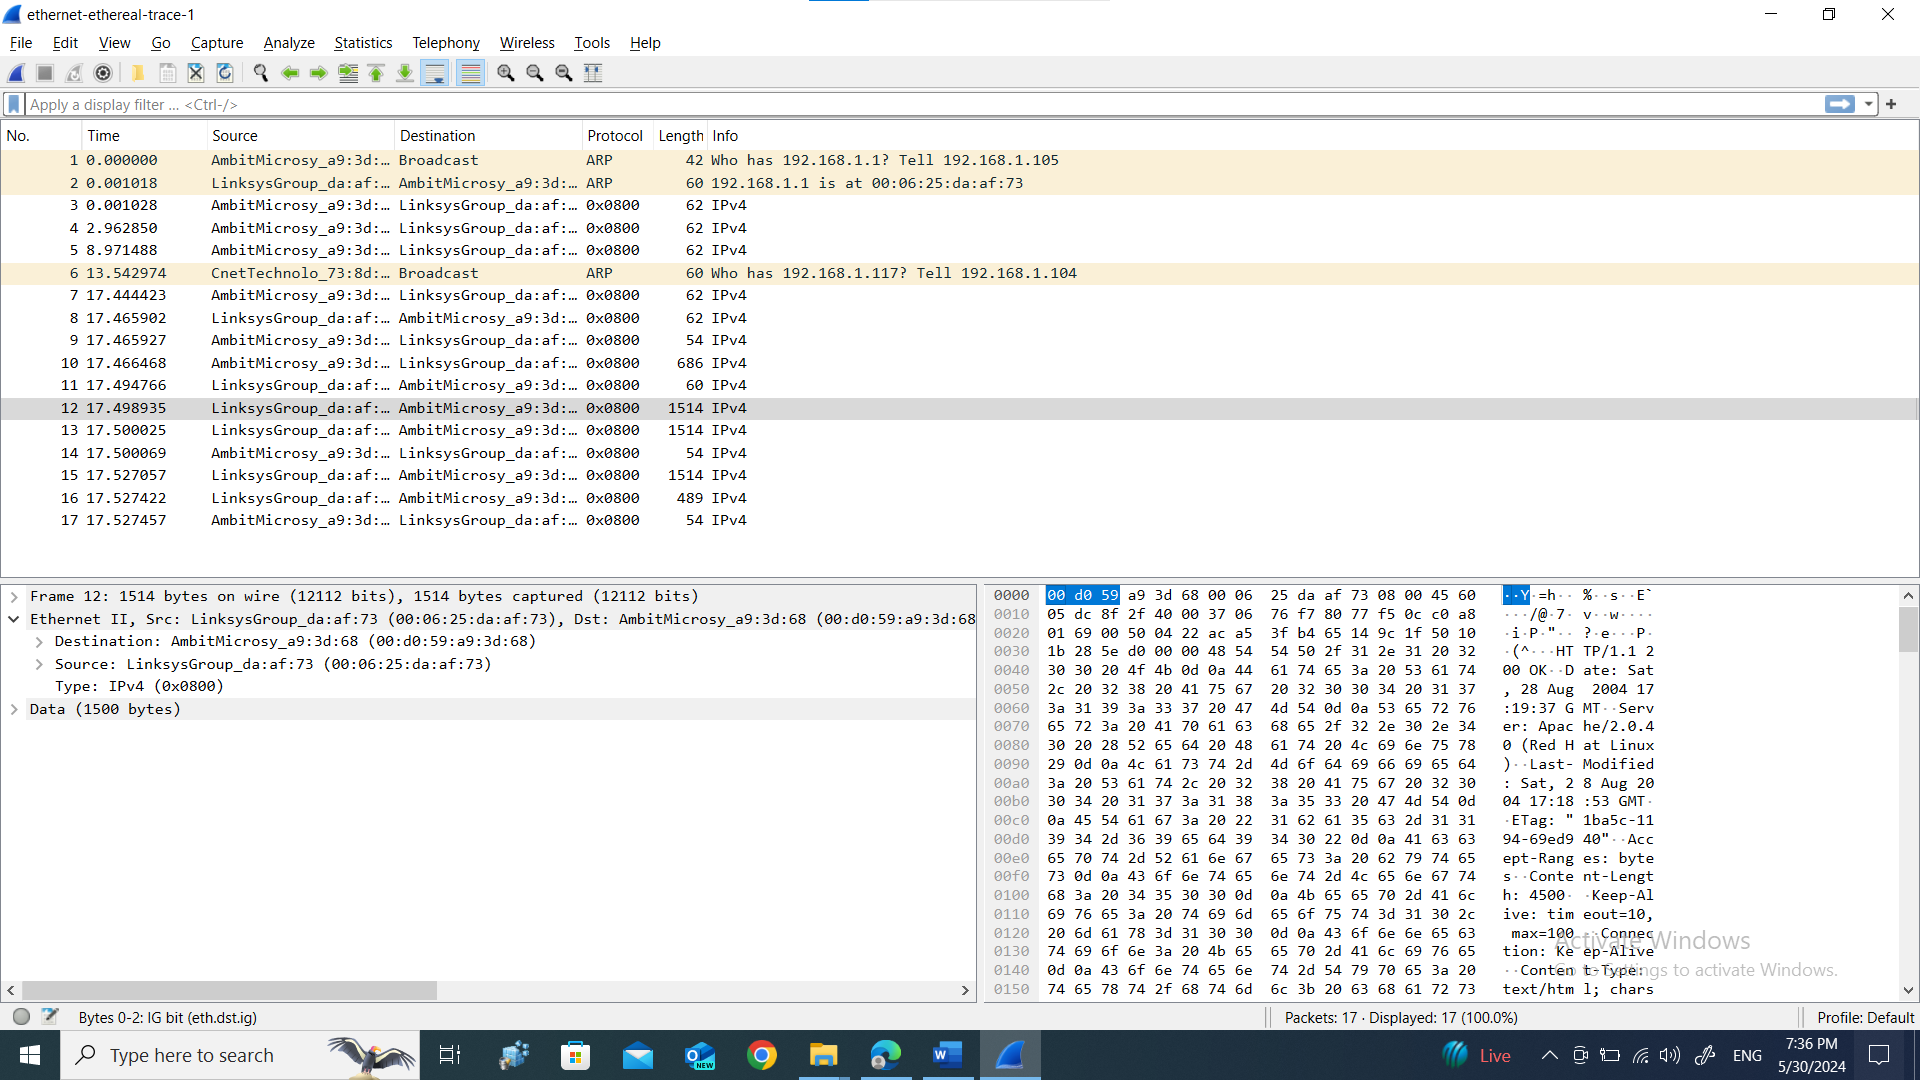 ethernet-ethereal-trace-1
File Edit View Go Capture Analyze Statistics Telephony Wireless Tools Help
Apply a display filter … <Ctrl-/>
No. Time Source Destination Protocol Length Info
1 0.000000 AmbitMicrosy_a9:3d:… Broadcast ARP 42 Who has 192.168.1.1? Tell 192.168.1.105
2 0.001018 LinksysGroup_da:af:… AmbitMicrosy_a9:3d:… ARP 60 192.168.1.1 is at 00:06:25:da:af:73
3 0.001028 AmbitMicrosy_a9:3d:… LinksysGroup_da:af:… 0x0800 62 IPv4
4 2.962850 AmbitMicrosy_a9:3d:… LinksysGroup_da:af:… 0x0800 62 IPv4
5 8.971488 AmbitMicrosy_a9:3d:… LinksysGroup_da:af:… 0x0800 62 IPv4
6 13.542974 CnetTechnolo_73:8d:… Broadcast ARP 60 Who has 192.168.1.117? Tell 192.168.1.104
7 17.444423 AmbitMicrosy_a9:3d:… LinksysGroup_da:af:… 0x0800 62 IPv4
8 17.465902 LinksysGroup_da:af:… AmbitMicrosy_a9:3d:… 0x0800 62 IPv4
9 17.465927 AmbitMicrosy_a9:3d:… LinksysGroup_da:af:… 0x0800 54 IPv4
10 17.466468 AmbitMicrosy_a9:3d:… LinksysGroup_da:af:… 0x0800 686 IPv4
11 17.494766 LinksysGroup_da:af:… AmbitMicrosy_a9:3d:… 0x0800 60 IPv4
12 17.498935 LinksysGroup_da:af:… AmbitMicrosy_a9:3d:… 0x0800 1514 IPv4
13 17.500025 LinksysGroup_da:af:… AmbitMicrosy_a9:3d:… 0x0800 1514 IPv4
14 17.500069 AmbitMicrosy_a9:3d:… LinksysGroup_da:af:… 0x0800 54 IPv4
15 17.527057 LinksysGroup_da:af:… AmbitMicrosy_a9:3d:… 0x0800 1514 IPv4
16 17.527422 LinksysGroup_da:af:… AmbitMicrosy_a9:3d:… 0x0800 489 IPv4
17 17.527457 AmbitMicrosy_a9:3d:… LinksysGroup_da:af:… 0x0800 54 IPv4
Frame 12: 1514 bytes on wire (12112 bits), 1514 bytes captured (12112 bits)
Ethernet II, Src: LinksysGroup_da:af:73 (00:06:25:da:af:73), Dst: AmbitMicrosy_a9:3d:68 (00:d0:59:a9:3d:68
Destination: AmbitMicrosy_a9:3d:68 (00:d0:59:a9:3d:68)
Source: LinksysGroup_da:af:73 (00:06:25:da:af:73)
Type: IPv4 (0x0800)
Data (1500 bytes)
0000 00 d0 59 a9 3d 68 00 06 25 da af 73 08 00 45 60 ··Y·=h·· %··s··E`
0010 05 dc 8f 2f 40 00 37 06 76 f7 80 77 f5 0c c0 a8 ···/@·7· v··w····
0020 01 69 00 50 04 22 ac a5 3f b4 65 14 9c 1f 50 10 ·i·P·"·· ?·e···P·
0030 1b 28 5e d0 00 00 48 54 54 50 2f 31 2e 31 20 32 ·(^···HT TP/1.1 2
0040 30 30 20 4f 4b 0d 0a 44 61 74 65 3a 20 53 61 74 00 OK··D ate: Sat
0050 2c 20 32 38 20 41 75 67 20 32 30 30 34 20 31 37 , 28 Aug 2004 17
0060 3a 31 39 3a 33 37 20 47 4d 54 0d 0a 53 65 72 76 :19:37 G MT··Serv
0070 65 72 3a 20 41 70 61 63 68 65 2f 32 2e 30 2e 34 er: Apac he/2.0.4
0080 30 20 28 52 65 64 20 48 61 74 20 4c 69 6e 75 78 0 (Red H at Linux
0090 29 0d 0a 4c 61 73 74 2d 4d 6f 64 69 66 69 65 64 )··Last- Modified
00a0 3a 20 53 61 74 2c 20 32 38 20 41 75 67 20 32 30 : Sat, 2 8 Aug 20
00b0 30 34 20 31 37 3a 31 38 3a 35 33 20 47 4d 54 0d 04 17:18 :53 GMT·
00c0 0a 45 54 61 67 3a 20 22 31 62 61 35 63 2d 31 31 ·ETag: " 1ba5c-11
00d0 39 34 2d 36 39 65 64 39 34 30 22 0d 0a 41 63 63 94-69ed9 40"··Acc
00e0 65 70 74 2d 52 61 6e 67 65 73 3a 20 62 79 74 65 ept-Rang es: byte
00f0 73 0d 0a 43 6f 6e 74 65 6e 74 2d 4c 65 6e 67 74 s··Conte nt-Lengt
0100 68 3a 20 34 35 30 30 0d 0a 4b 65 65 70 2d 41 6c h: 4500· ·Keep-Al
0110 69 76 65 3a 20 74 69 6d 65 6f 75 74 3d 31 30 2c ive: tim eout=10,
0120 20 6d 61 78 3d 31 30 30 0d 0a 43 6f 6e 6e 65 63 max=100 ··Connec
0130 74 69 6f 6e 3a 20 4b 65 65 70 2d 41 6c 69 76 65 tion: Ke ep-Alive
0140 0d 0a 43 6f 6e 74 65 6e 74 2d 54 79 70 65 3a 20 ··Conten t-Type:
0150 74 65 78 74 2f 68 74 6d 6c 3b 20 63 68 61 72 73 text/htm l; chars
Activate Windows
Go to Settings to activate Windows.
Bytes 0-2: IG bit (eth.dst.ig) Packets: 17 · Displayed: 17 (100.0%) Profile: Default
Type here to search
NEW
Live
ENG
7:36 PM
5/30/2024